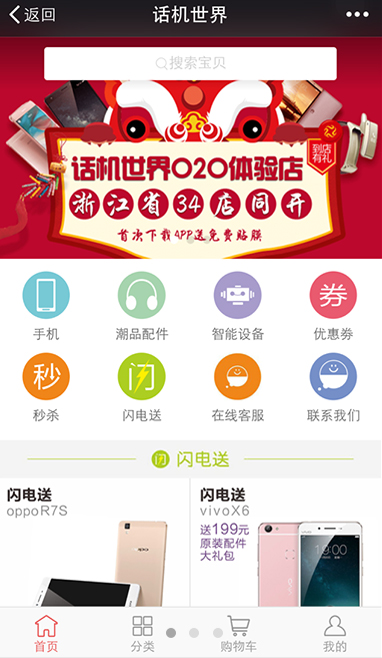 返回
话机世界
搜索宝贝
话机世界O2O体验店
到店
有礼
浙江省34店同开
首次下载APP送免费贴膜
手机
潮品配件
智能设备
券
优惠劵
秒
秒杀
闪
闪电送
在线客服
联系我们
闪 闪电送
闪电送
oppoR7S
闪电送
vivoX6
送199元
原装配件
大礼包
首页
分类
购物车
我的